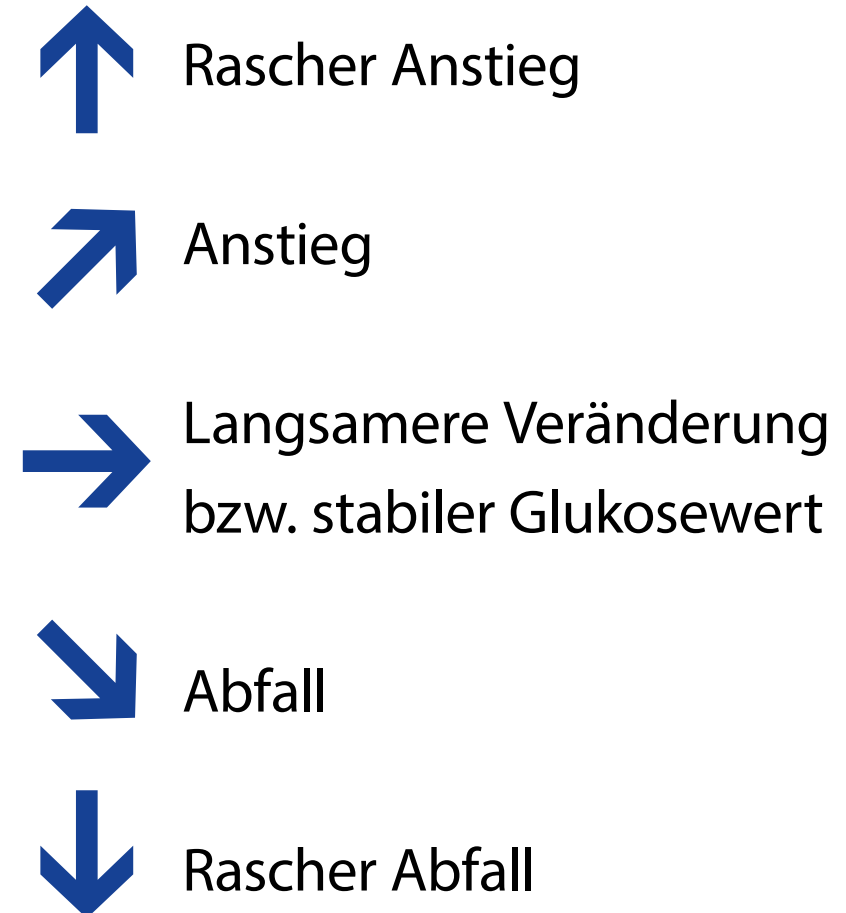 Rascher Anstieg
Anstieg
Langsamere Veränderung
bzw. stabiler Glukosewert
Abfall
Rascher Abfall